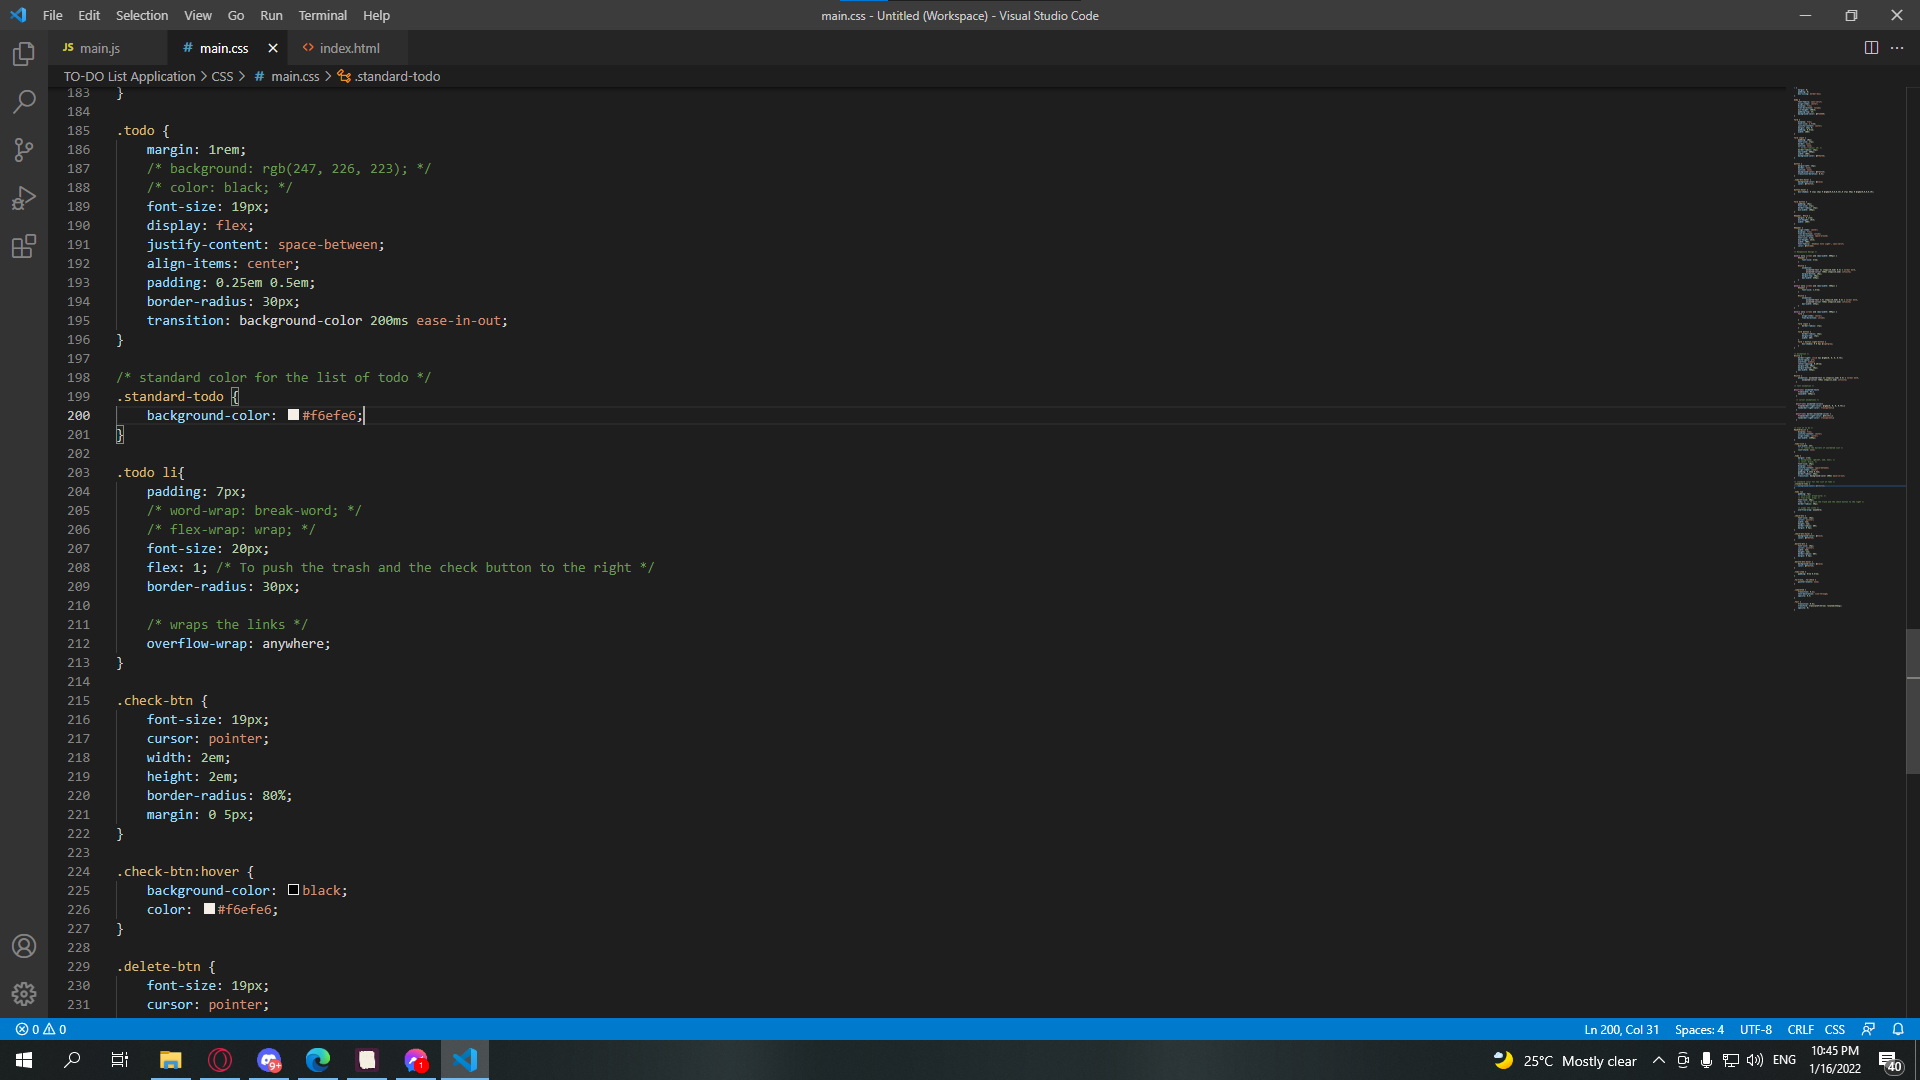 File Edit Selection View Go Run Terminal Help
main.css - Untitled (Workspace) - Visual Studio Code
JS main.js
# main.css
<> index.html
TO-DO List Application > CSS > # main.css > .standard-todo
183 }
184
185 .todo {
186 margin: 1rem;
187 /* background: rgb(247, 226, 223); */
188 /* color: black; */
189 font-size: 19px;
190 display: flex;
191 justify-content: space-between;
192 align-items: center;
193 padding: 0.25em 0.5em;
194 border-radius: 30px;
195 transition: background-color 200ms ease-in-out;
196 }
197
198 /* standard color for the list of todo */
199 .standard-todo {
200 background-color: #f6efe6;
201 }
202
203 .todo li{
204 padding: 7px;
205 /* word-wrap: break-word; */
206 /* flex-wrap: wrap; */
207 font-size: 20px;
208 flex: 1; /* To push the trash and the check button to the right */
209 border-radius: 30px;
210
211 /* wraps the links */
212 overflow-wrap: anywhere;
213 }
214
215 .check-btn {
216 font-size: 19px;
217 cursor: pointer;
218 width: 2em;
219 height: 2em;
220 border-radius: 80%;
221 margin: 0 5px;
222 }
223
224 .check-btn:hover {
225 background-color: black;
226 color: #f6efe6;
227 }
228
229 .delete-btn {
230 font-size: 19px;
231 cursor: pointer;
0 0
Ln 200, Col 31 Spaces: 4 UTF-8 CRLF CSS
9+
1
25°C Mostly clear
ENG
10:45 PM
1/16/2022
40